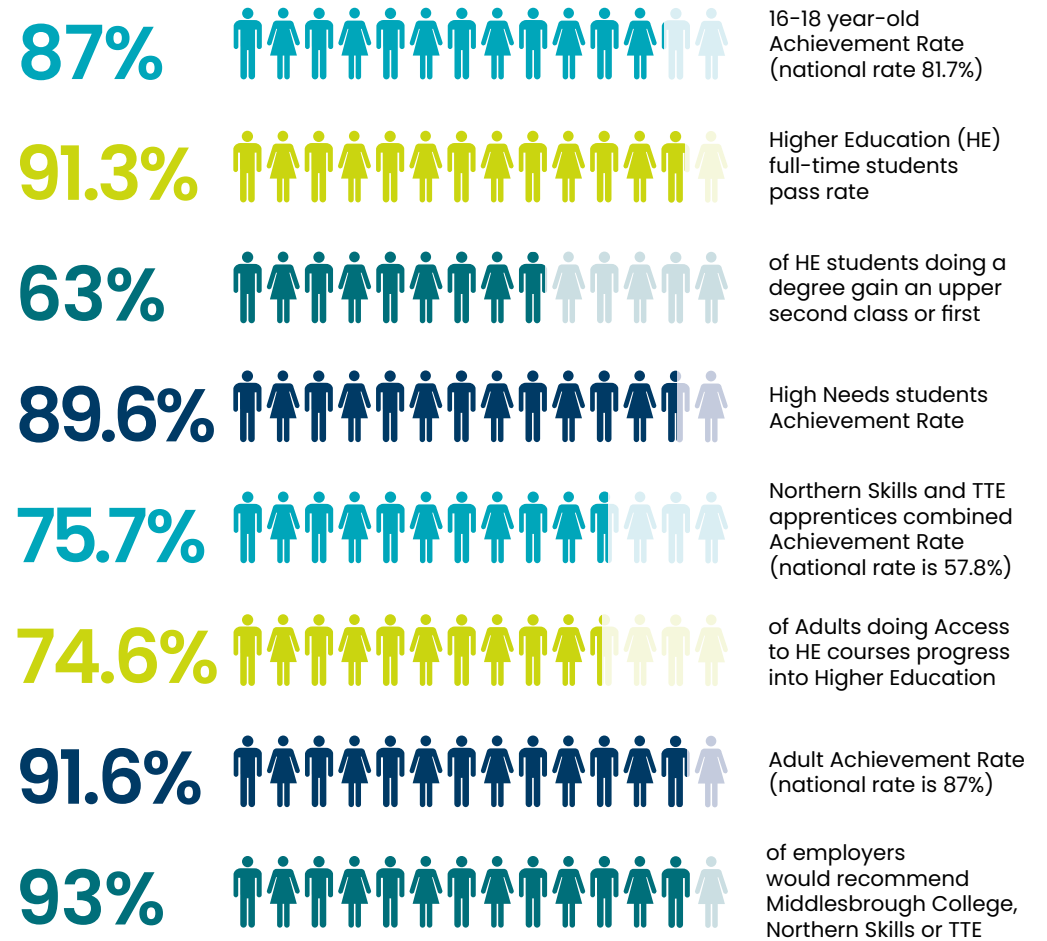 87%
16-18 year-old
Achievement Rate
(national rate 81.7%)
91.3%
Higher Education (HE)
full-time students
pass rate
63%
of HE students doing a
degree gain an upper
second class or first
89.6%
High Needs students
Achievement Rate
75.7%
Northern Skills and TTE
apprentices combined
Achievement Rate
(national rate is 57.8%)
74.6%
of Adults doing Access
to HE courses progress
into Higher Education
91.6%
Adult Achievement Rate
(national rate is 87%)
93%
of employers
would recommend
Middlesbrough College,
Northern Skills or TTE